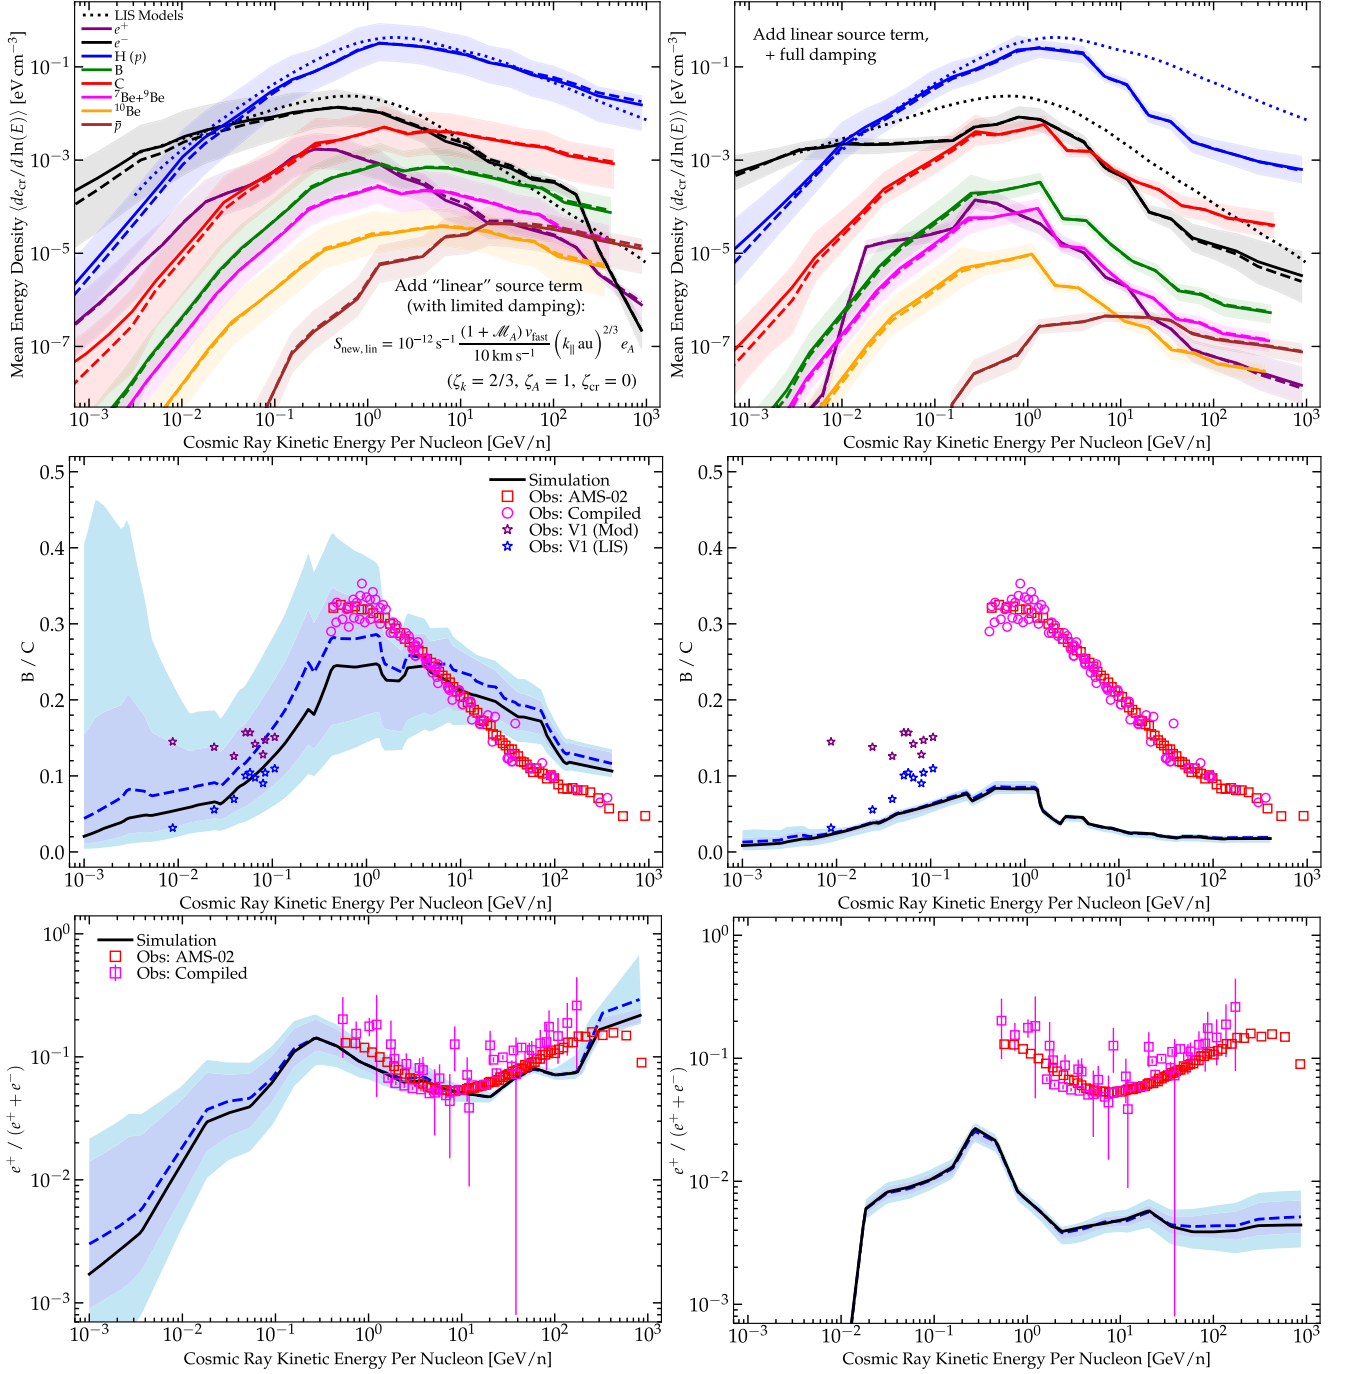 Mean Energy Density ⟨de_cr / d ln(E)⟩ [eV cm⁻³]
10⁻¹
10⁻³
10⁻⁵
10⁻⁷
LIS Models
e⁺
e⁻
H (p)
B
C
⁷Be+⁹Be
¹⁰Be
p̄
Add “linear” source term
(with limited damping):
S_new, lin = 10⁻¹² s⁻¹ (1 + ℳ_A) v_fast / 10 km s⁻¹ (k_∥ au)^2/3 e_A
(ζ_k = 2/3, ζ_A = 1, ζ_cr = 0)
10⁻³ 10⁻² 10⁻¹ 10⁰ 10¹ 10² 10³
Cosmic Ray Kinetic Energy Per Nucleon [GeV/n]
Mean Energy Density ⟨de_cr / d ln(E)⟩ [eV cm⁻³]
10⁻¹
10⁻³
10⁻⁵
10⁻⁷
Add linear source term,
+ full damping
10⁻³ 10⁻² 10⁻¹ 10⁰ 10¹ 10² 10³
Cosmic Ray Kinetic Energy Per Nucleon [GeV/n]
B / C
0.5
0.4
0.3
0.2
0.1
0.0
Simulation
Obs: AMS-02
Obs: Compiled
Obs: V1 (Mod)
Obs: V1 (LIS)
10⁻³ 10⁻² 10⁻¹ 10⁰ 10¹ 10² 10³
Cosmic Ray Kinetic Energy Per Nucleon [GeV/n]
B / C
0.5
0.4
0.3
0.2
0.1
0.0
10⁻³ 10⁻² 10⁻¹ 10⁰ 10¹ 10² 10³
Cosmic Ray Kinetic Energy Per Nucleon [GeV/n]
e⁺ / (e⁺ + e⁻)
10⁰
10⁻¹
10⁻²
10⁻³
Simulation
Obs: AMS-02
Obs: Compiled
10⁻³ 10⁻² 10⁻¹ 10⁰ 10¹ 10² 10³
Cosmic Ray Kinetic Energy Per Nucleon [GeV/n]
e⁺ / (e⁺ + e⁻)
10⁰
10⁻¹
10⁻²
10⁻³
10⁻³ 10⁻² 10⁻¹ 10⁰ 10¹ 10² 10³
Cosmic Ray Kinetic Energy Per Nucleon [GeV/n]